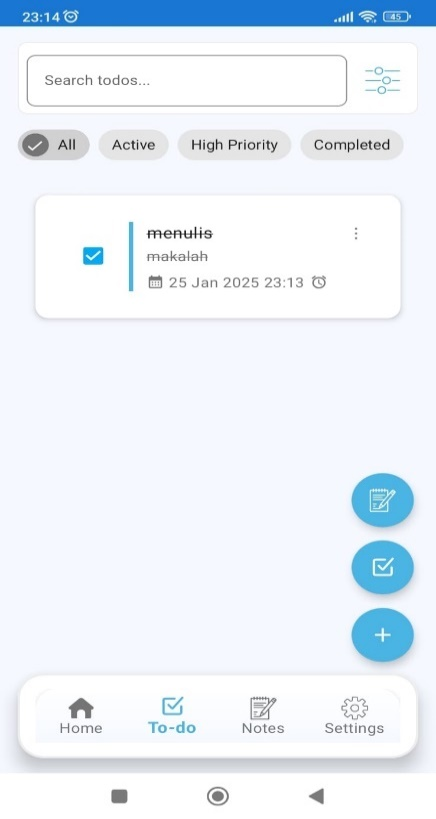 23:14
45
Search todos...
All Active High Priority Completed
menulis
makalah
25 Jan 2025 23:13
Home To-do Notes Settings